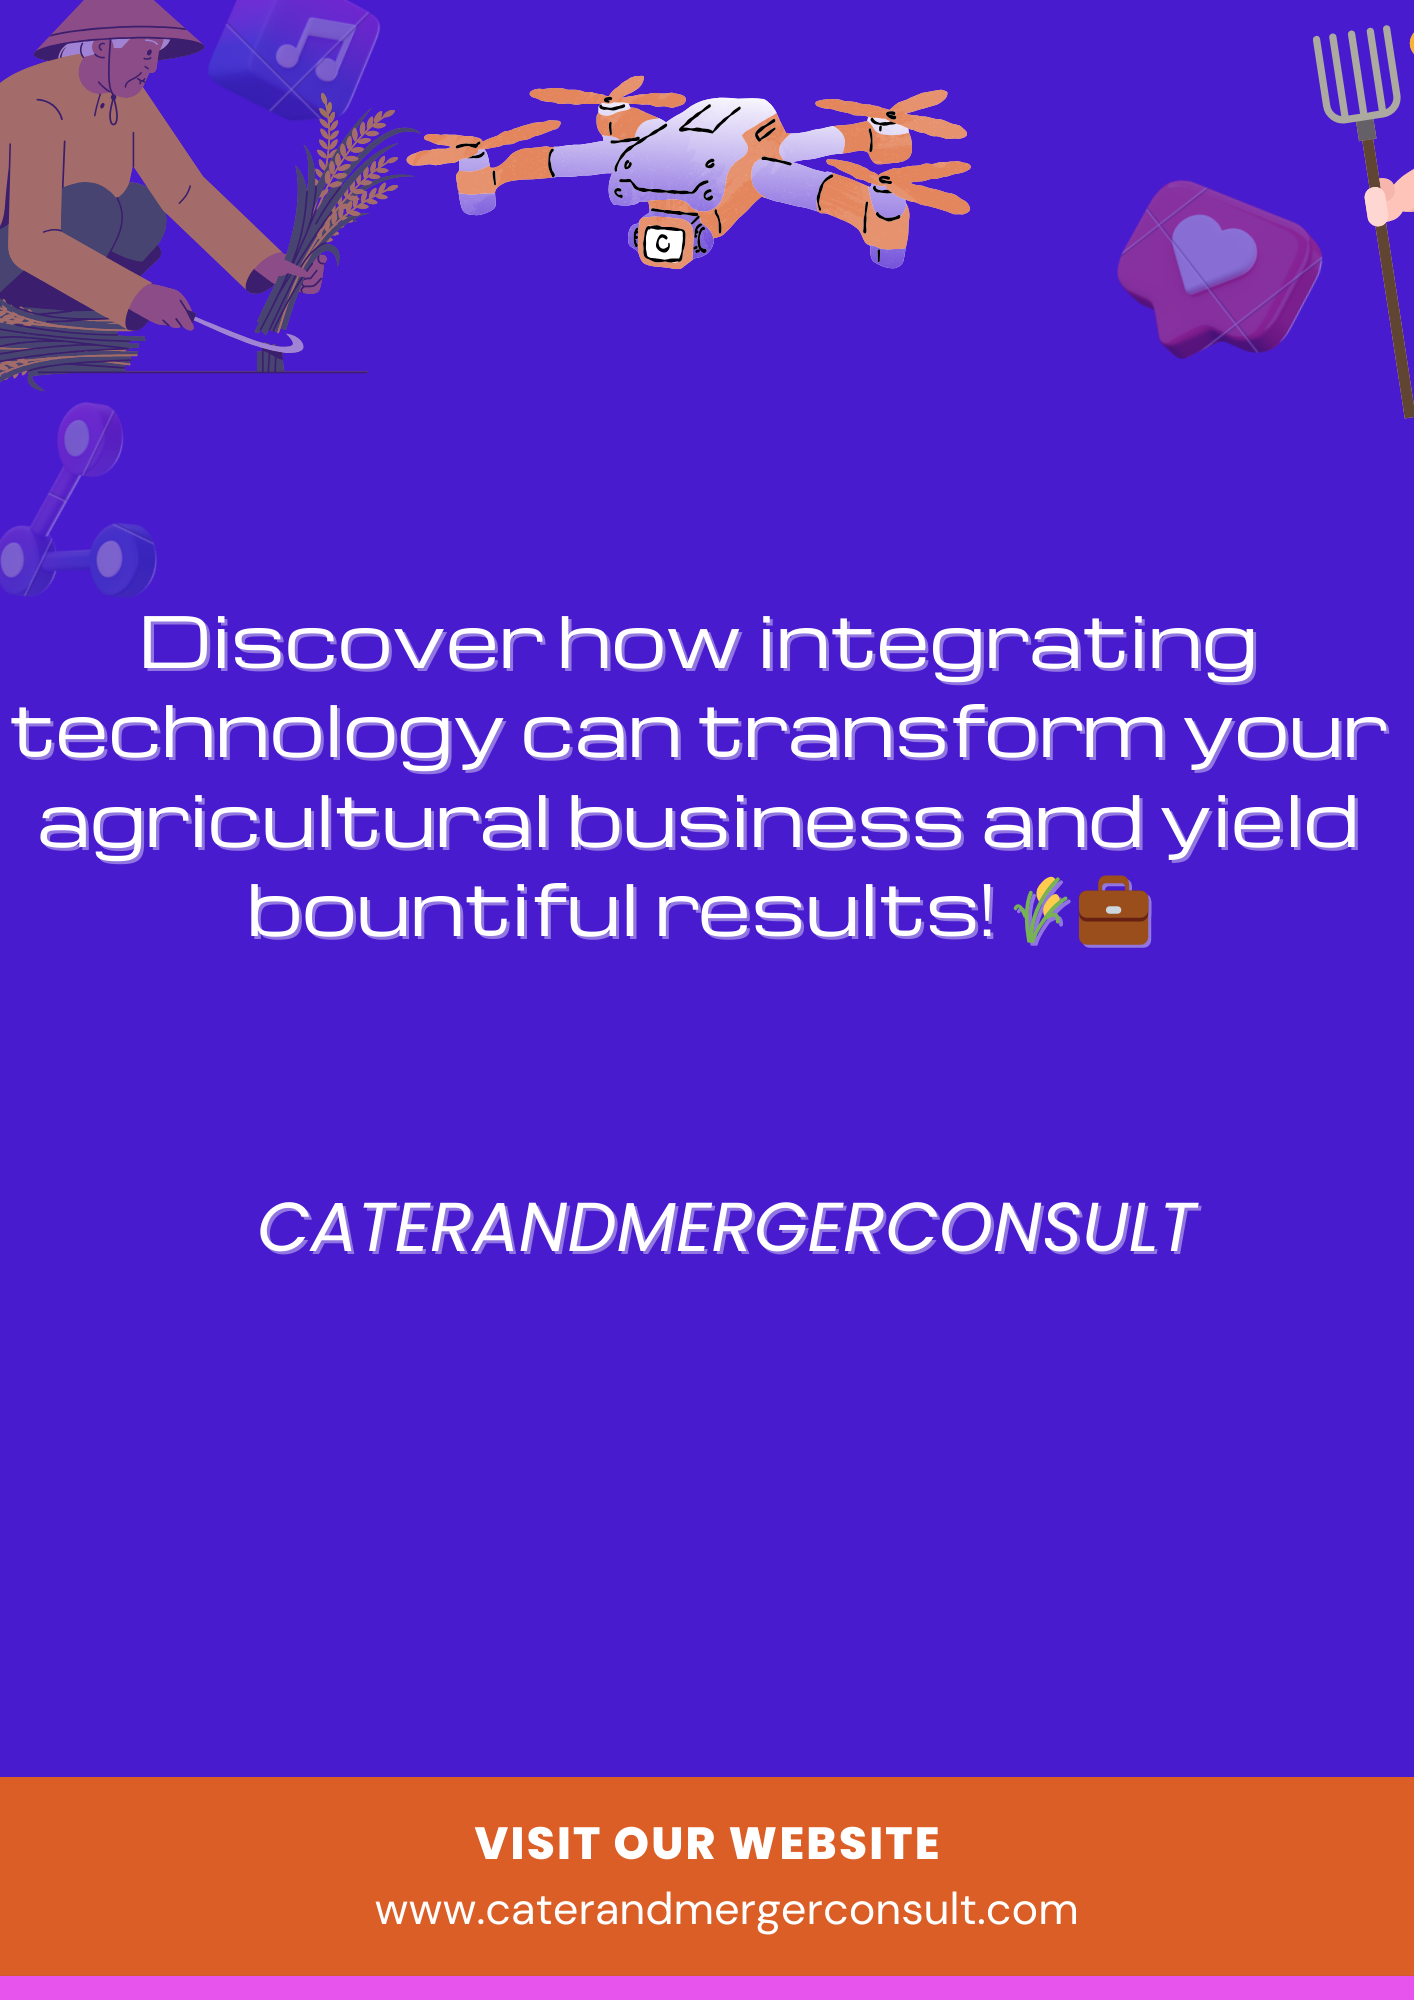 Discover how integrating
technology can transform your
agricultural business and yield
bountiful results! 🌾💼
CATERANDMERGERCONSULT
VISIT OUR WEBSITE
www.caterandmergerconsult.com